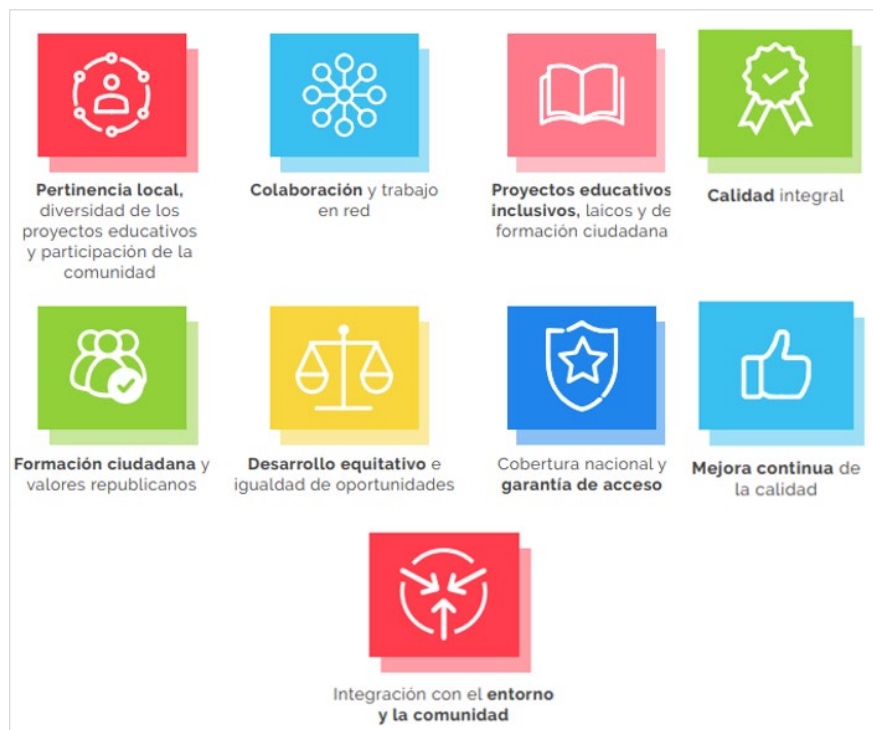 Pertinencia local,
diversidad de los
proyectos educativos
y participación de la
comunidad
Colaboración y trabajo
en red
Proyectos educativos
inclusivos, laicos y de
formación ciudadana
Calidad integral
Formación ciudadana y
valores republicanos
Desarrollo equitativo e
igualdad de oportunidades
Cobertura nacional y
garantía de acceso
Mejora continua de
la calidad
Integración con el entorno
y la comunidad